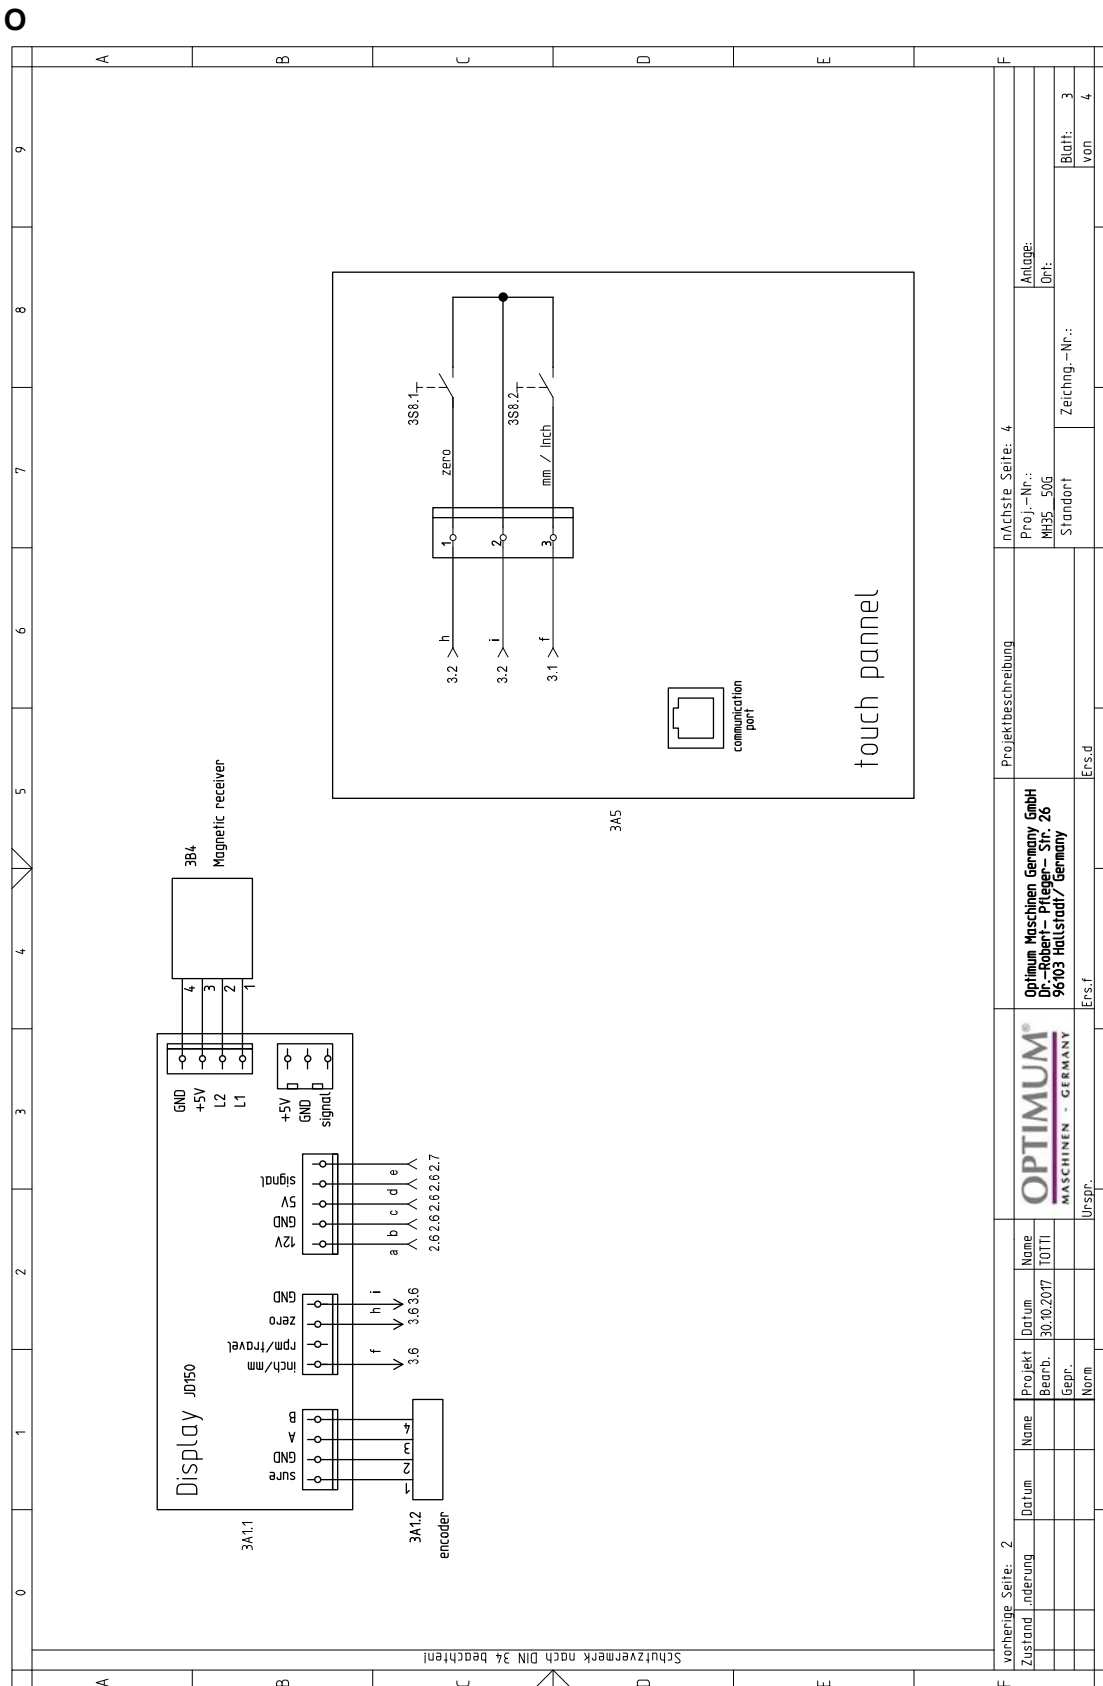 O
A B C D E F
0 1 2 3 4 5 6 7 8 9
Display JD150
3A1.1
sure
GND
A
B
1
2
3
4
3A1.2
encoder
inch/mm
rpm/travel
zero
GND
f
h
i
3.6
3.6 3.6
12V
GND
5V
signal
a
b
c
d
e
2.6 2.6 2.6 2.6 2.7
GND
+5V
L2
L1
+5V
GND
signal
4
3
2
1
3B4
Magnetic receiver
3A5
touch pannel
communication
port
3.2
h
1
zero
3S8.1
3.2
i
2
3.1
f
3
mm / Inch
3S8.2
Schutzvermerk nach DIN 34 beachten!
A B C D E F
vorherige Seite: 2
Zustand .nderung Datum Name
Projekt Datum Name
Bearb. 30.10.2017 TOTTI
Gepr.
Norm
OPTIMUM®
MASCHINEN - GERMANY
Urspr.
Optimum Maschinen Germany GmbH
Dr.-Robert- Pfleger- Str. 26
96103 Hallstadt/ Germany
Ers.f
Ers.d
Projektbeschreibung
nAchste Seite: 4
Proj.-Nr.:
MH35_50G
Standort
Anlage:
Ort:
Zeichng.-Nr.:
Blatt: 3
von 4